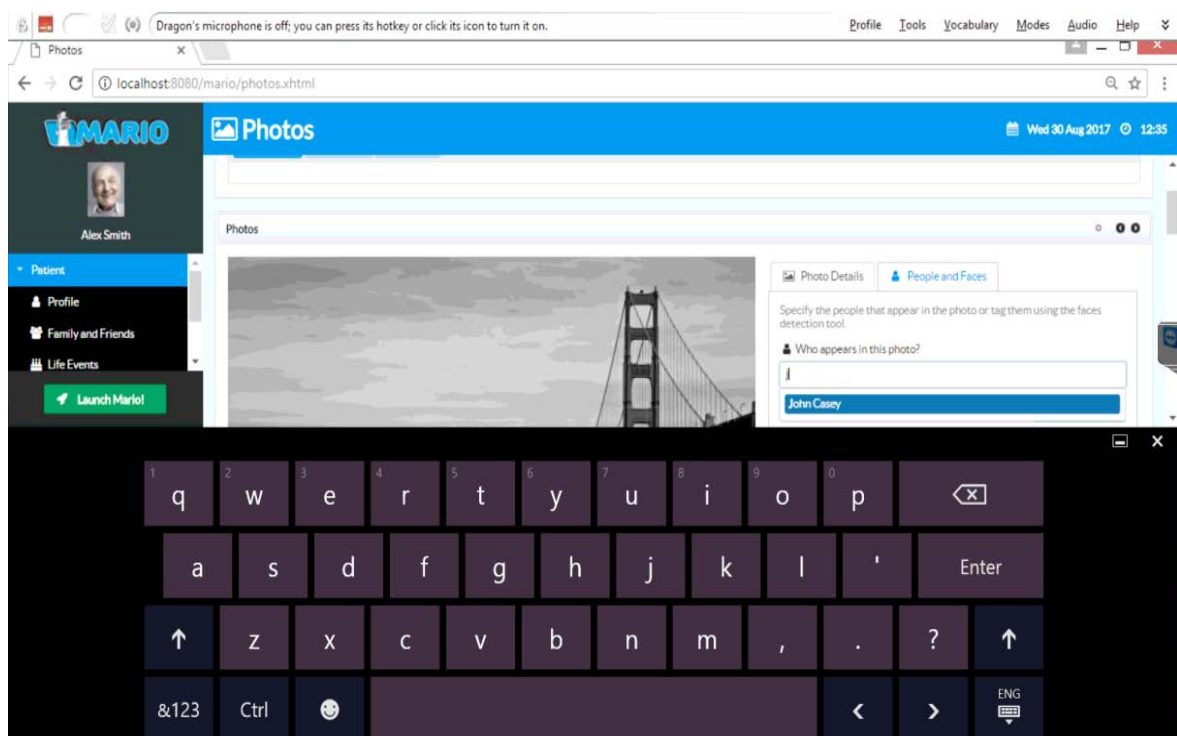 Dragon's microphone is off; you can press its hotkey or click its icon to turn it on.
Profile Tools Vocabulary Modes Audio Help
Photos
localhost:8080/mario/photos.xhtml
MARIO
Photos
Wed 30 Aug 2017 12:35
Alex Smith
Photos
Patient
Profile
Family and Friends
Life Events
Launch Mario!
Photo Details People and Faces
Specify the people that appear in the photo or tag them using the faces
detection tool.
Who appears in this photo?
j
John Casey
1 2 3 4 5 6 7 8 9 0
q w e r t y u i o p
a s d f g h j k l ' Enter
z x c v b n m , . ?
&123 Ctrl < > ENG